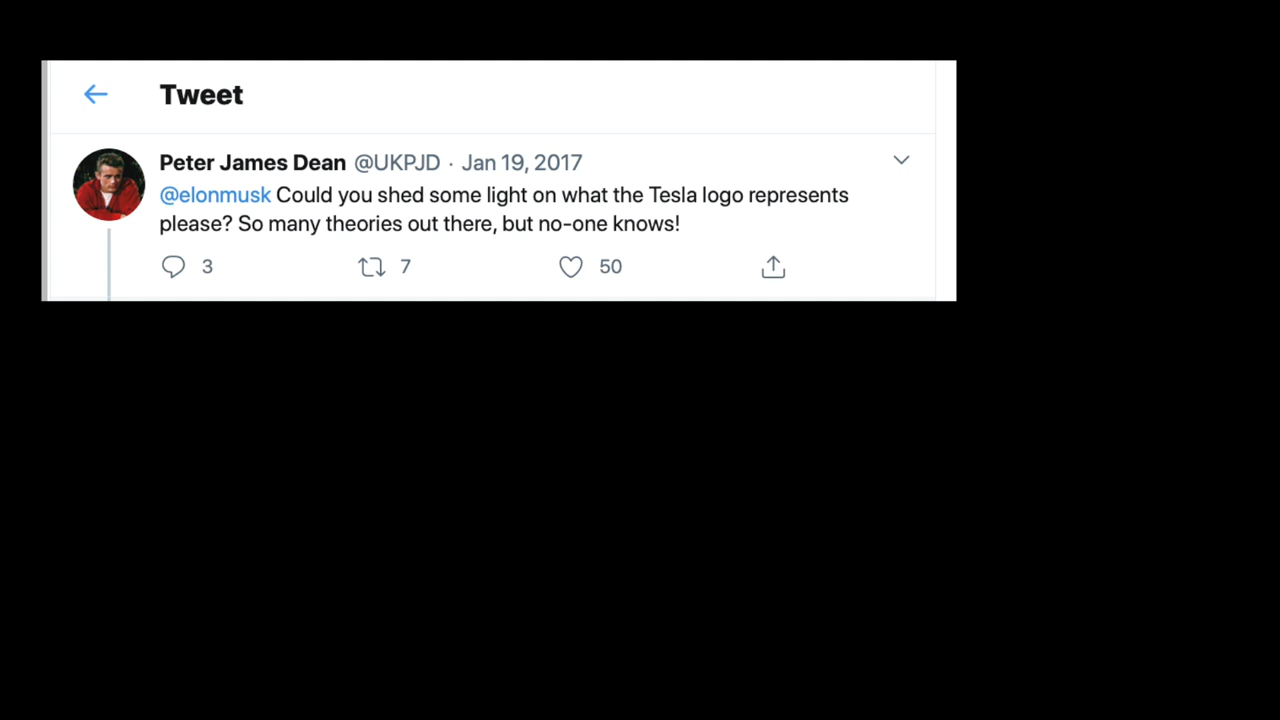 Tweet
Peter James Dean @UKPJD · Jan 19, 2017
@elonmusk Could you shed some light on what the Tesla logo represents
please? So many theories out there, but no-one knows!
3 7 50